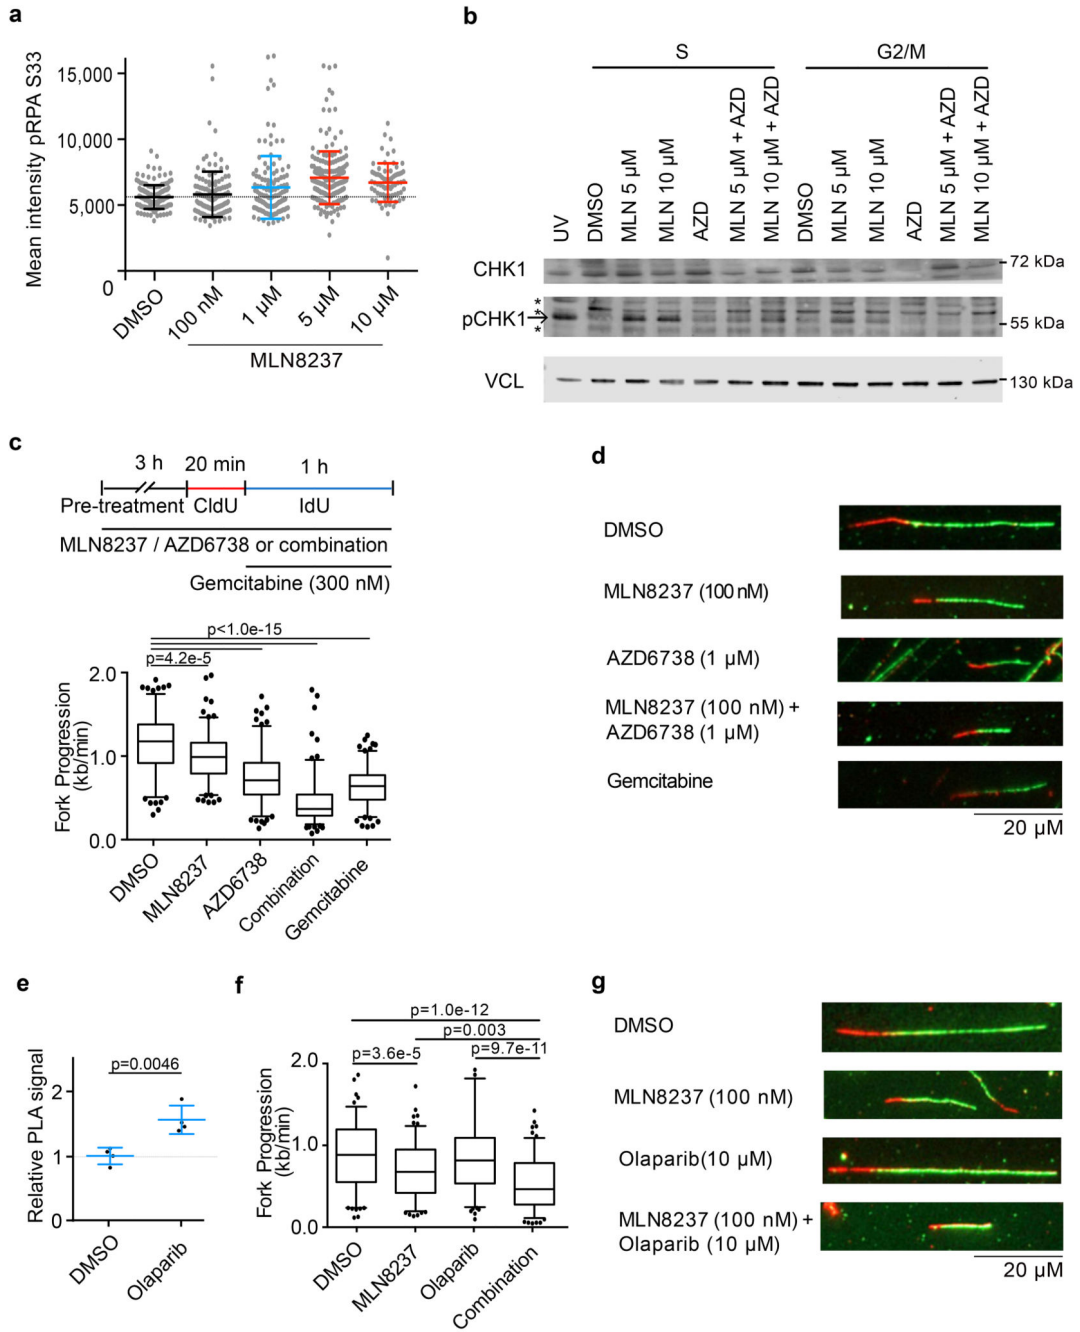 a
Mean intensity pRPA S33
15,000
10,000
5,000
0
DMSO
100 nM
1 µM
5 µM
10 µM
MLN8237
b
S
G2/M
UV
DMSO
MLN 5 µM
MLN 10 µM
AZD
MLN 5 µM + AZD
MLN 10 µM + AZD
DMSO
MLN 5 µM
MLN 10 µM
AZD
MLN 5 µM + AZD
MLN 10 µM + AZD
CHK1
72 kDa
*
*
pCHK1
*
55 kDa
VCL
130 kDa
c
3 h
20 min
1 h
Pre-treatment
CldU
IdU
MLN8237 / AZD6738 or combination
Gemcitabine (300 nM)
p<1.0e-15
p=4.2e-5
Fork Progression
(kb/min)
2.0
1.0
0.0
DMSO
MLN8237
AZD6738
Combination
Gemcitabine
d
DMSO
MLN8237 (100 nM)
AZD6738 (1 µM)
MLN8237 (100 nM) +
AZD6738 (1 µM)
Gemcitabine
20 µM
e
Relative PLA signal
p=0.0046
2
1
0
DMSO
Olaparib
f
p=1.0e-12
p=0.003
p=3.6e-5
p=9.7e-11
Fork Progression
(kb/min)
2.0
1.0
0.0
DMSO
MLN8237
Olaparib
Combination
g
DMSO
MLN8237 (100 nM)
Olaparib(10 µM)
MLN8237 (100 nM) +
Olaparib (10 µM)
20 µM